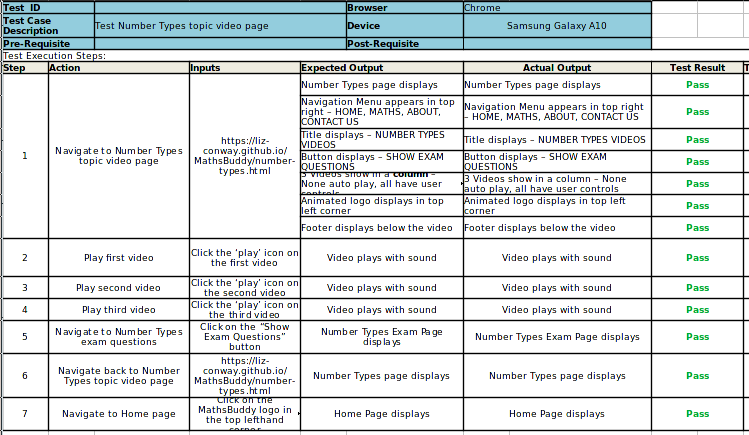 Test ID Browser Chrome
Test Case Description Test Number Types topic video page Device Samsung Galaxy A10
Pre-Requisite Post-Requisite
Test Execution Steps:
Step Action Inputs Expected Output Actual Output Test Result T
1 Navigate to Number Types topic video page https://liz-conway.github.io/MathsBuddy/number-types.html Number Types page displays Number Types page displays Pass
Navigation Menu appears in top right – HOME, MATHS, ABOUT, CONTACT US Navigation Menu appears in top right – HOME, MATHS, ABOUT, CONTACT US Pass
Title displays – NUMBER TYPES VIDEOS Title displays – NUMBER TYPES VIDEOS Pass
Button displays – SHOW EXAM QUESTIONS Button displays – SHOW EXAM QUESTIONS Pass
3 Videos show in a column – None auto play, all have user controls 3 Videos show in a column – None auto play, all have user controls Pass
Animated logo displays in top left corner Animated logo displays in top left corner Pass
Footer displays below the video Footer displays below the video Pass
2 Play first video Click the ‘play’ icon on the first video Video plays with sound Video plays with sound Pass
3 Play second video Click the ‘play’ icon on the second video Video plays with sound Video plays with sound Pass
4 Play third video Click the ‘play’ icon on the third video Video plays with sound Video plays with sound Pass
5 Navigate to Number Types exam questions Click on the “Show Exam Questions” button Number Types Exam Page displays Number Types Exam Page displays Pass
6 Navigate back to Number Types topic video page https://liz-conway.github.io/MathsBuddy/number-types.html Number Types page displays Number Types page displays Pass
7 Navigate to Home page Click on the MathsBuddy logo in the top lefthand corner Home Page displays Home Page displays Pass